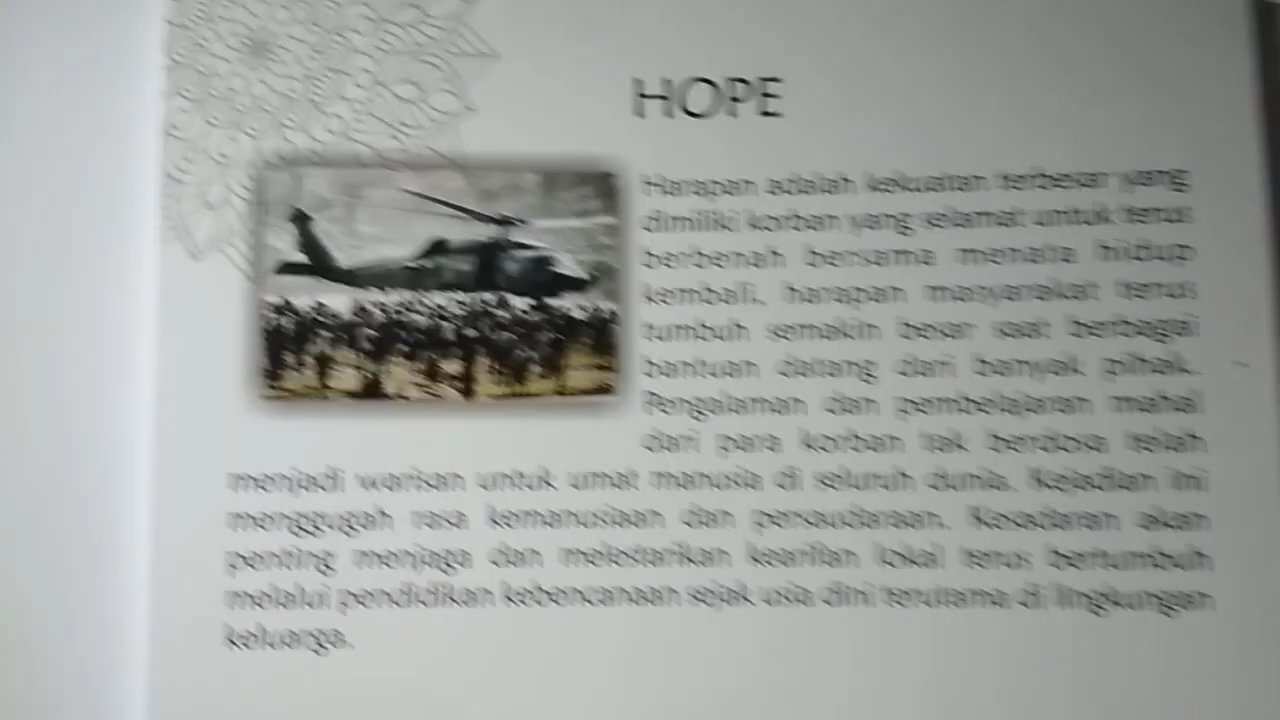 HOPE
Harapan adalah kekuatan terbesar yang
dimiliki korban yang selamat untuk terus
berbenah bersama menata hidup
kembali, harapan masyarakat terus
tumbuh semakin besar saat berbagai
bantuan datang dari banyak pihak.
Pengalaman dan pembelajaran mahal
dari para korban tak berdosa telah
menjadi warisan untuk umat manusia di seluruh dunia. Kejadian ini
menggugah rasa kemanusiaan dan persaudaraan. Kesadaran akan
penting menjaga dan melestarikan kearifan lokal terus bertumbuh
melalui pendidikan kebencanaan sejak usia dini terutama di lingkungan
keluarga.